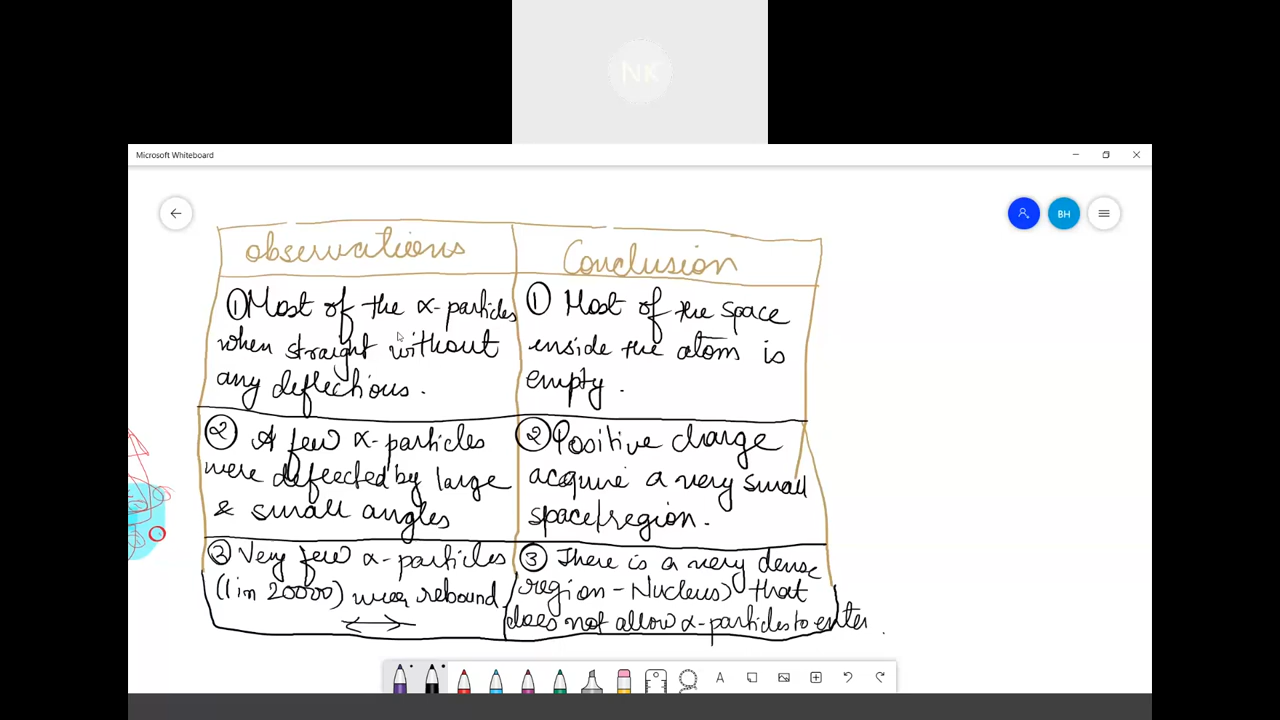 NK
Microsoft Whiteboard
BH
observations
Conclusion
① Most of the α-particles
when straight without
any deflections.
① Most of the space
inside the atom is
empty.
② A few α-particles
were deflected by large
& small angles
② Positive charge
acquire a very small
space/region.
③ Very few α-particles
(1 in 20000) were rebound
③ There is a very dense
region - Nucleus) that
does not allow α-particles to enter.
A